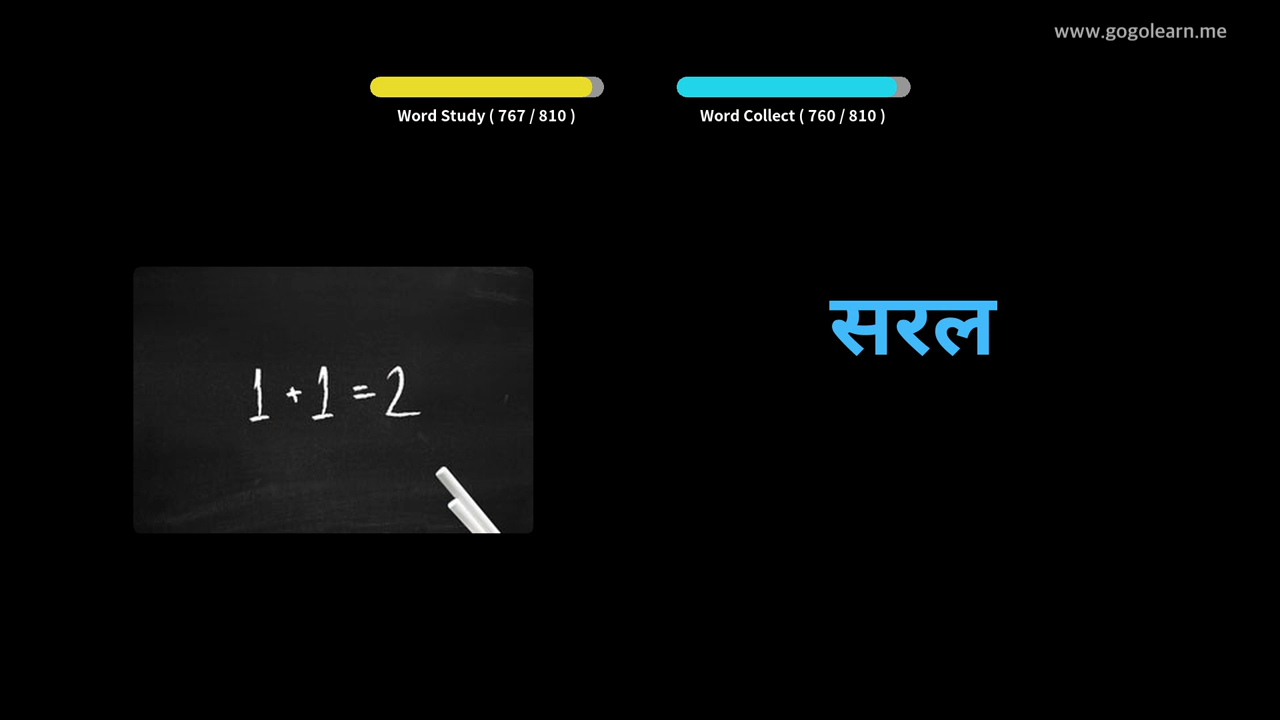 www.gogolearn.me
Word Study ( 767 / 810 )
Word Collect ( 760 / 810 )
सरल
1 + 1 = 2